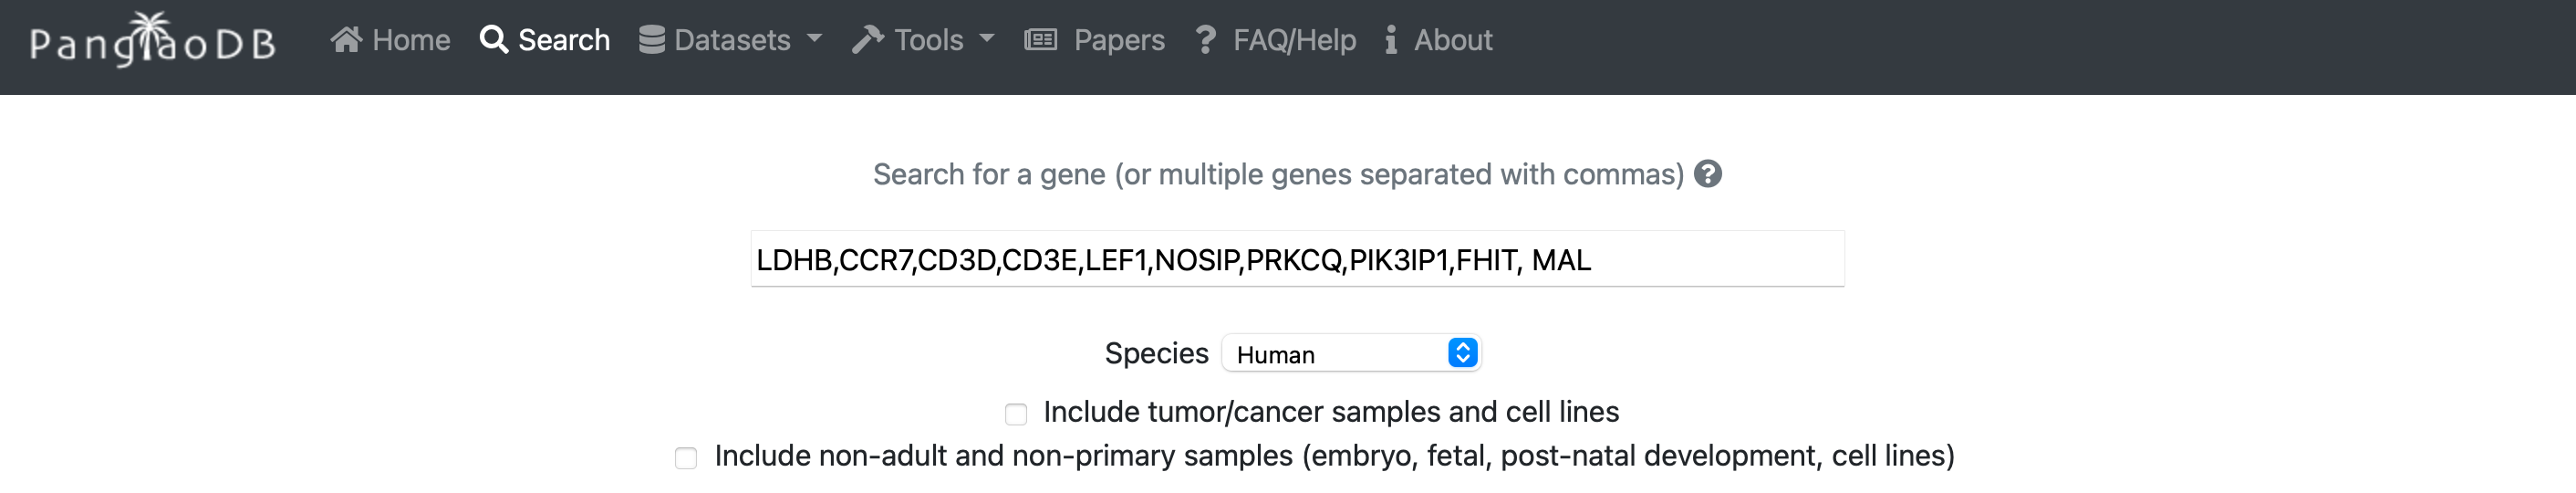 PanglaoDB Home Search Datasets Tools Papers FAQ/Help About
Search for a gene (or multiple genes separated with commas)
LDHB,CCR7,CD3D,CD3E,LEF1,NOSIP,PRKCQ,PIK3IP1,FHIT, MAL
Species Human
Include tumor/cancer samples and cell lines
Include non-adult and non-primary samples (embryo, fetal, post-natal development, cell lines)